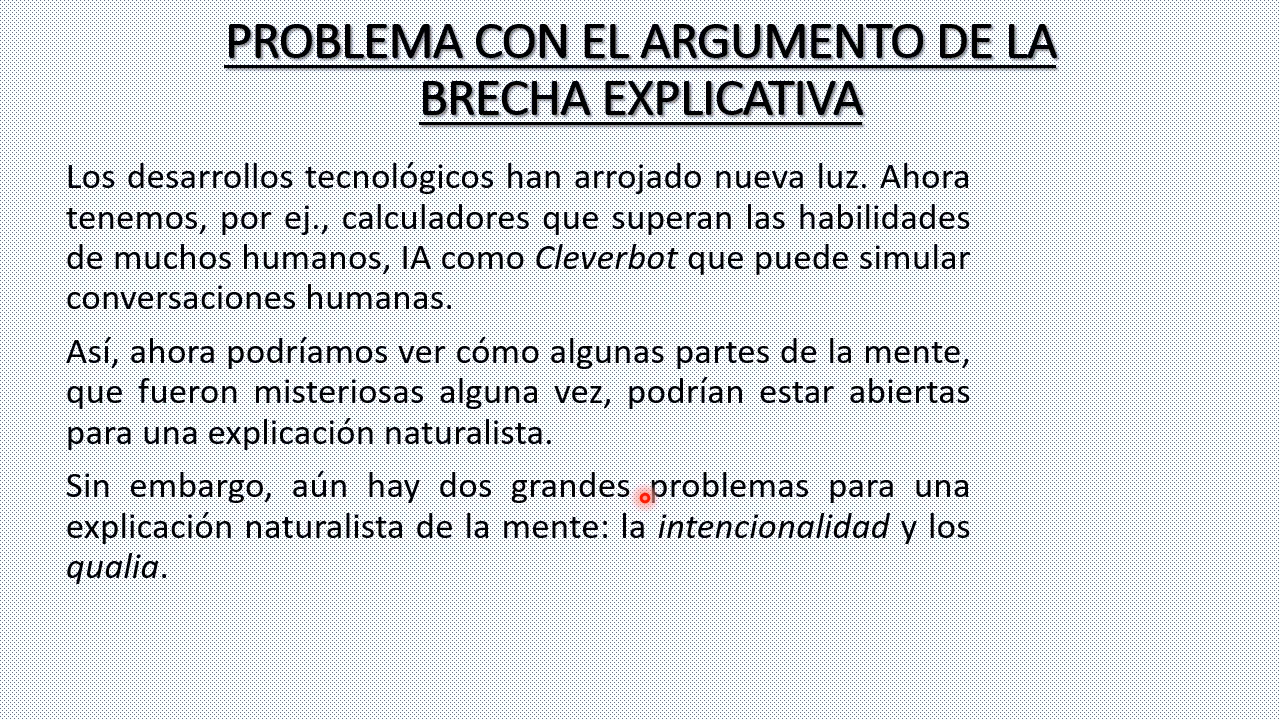 PROBLEMA CON EL ARGUMENTO DE LA
BRECHA EXPLICATIVA
Los desarrollos tecnológicos han arrojado nueva luz. Ahora
tenemos, por ej., calculadores que superan las habilidades
de muchos humanos, IA como Cleverbot que puede simular
conversaciones humanas.
Así, ahora podríamos ver cómo algunas partes de la mente,
que fueron misteriosas alguna vez, podrían estar abiertas
para una explicación naturalista.
Sin embargo, aún hay dos grandes problemas para una
explicación naturalista de la mente: la intencionalidad y los
qualia.